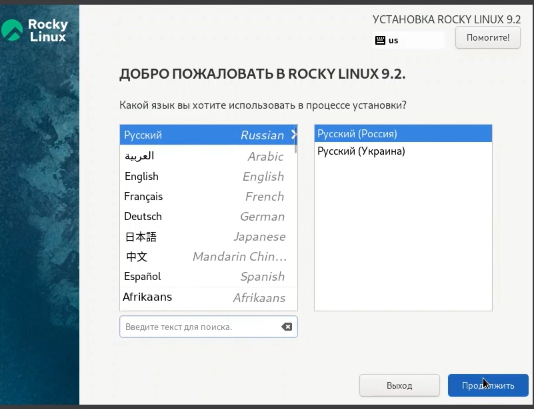 Rocky
Linux
УСТАНОВКА ROCKY LINUX 9.2
us
Помогите!
ДОБРО ПОЖАЛОВАТЬ В ROCKY LINUX 9.2.
Какой язык вы хотите использовать в процессе установки?
Русский Russian
العربية Arabic
English English
Français French
Deutsch German
日本語 Japanese
中文 Mandarin Chin...
Español Spanish
Afrikaans Afrikaans
Русский (Россия)
Русский (Украина)
Введите текст для поиска.
Выход
Продолжить